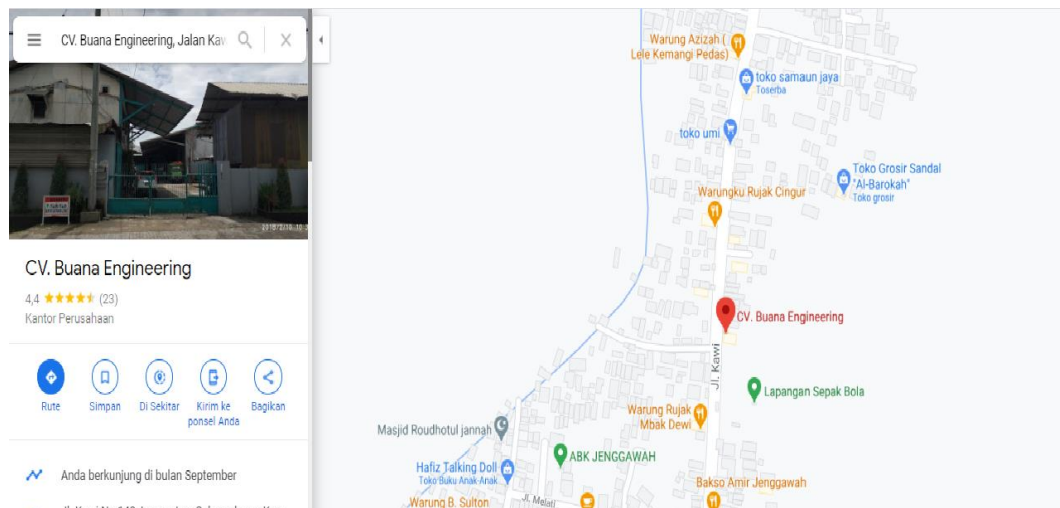 CV. Buana Engineering, Jalan Kaw
CV. Buana Engineering
4,4 (23)
Kantor Perusahaan
Rute
Simpan
Di Sekitar
Kirim ke
ponsel Anda
Bagikan
Anda berkunjung di bulan September
Warung Azizah (
Lele Kemangi Pedas)
toko samaun jaya
Toserba
toko umi
Toko Grosir Sandal
"Al-Barokah"
Toko grosir
Warungku Rujak Cingur
CV. Buana Engineering
Jl. Kawi
Lapangan Sepak Bola
Warung Rujak
Mbak Dewi
Masjid Roudhotul jannah
ABK JENGGAWAH
Hafiz Talking Doll
Toko Buku Anak-Anak
Bakso Amir Jenggawah
Warung B. Sulton
Jl. Melati